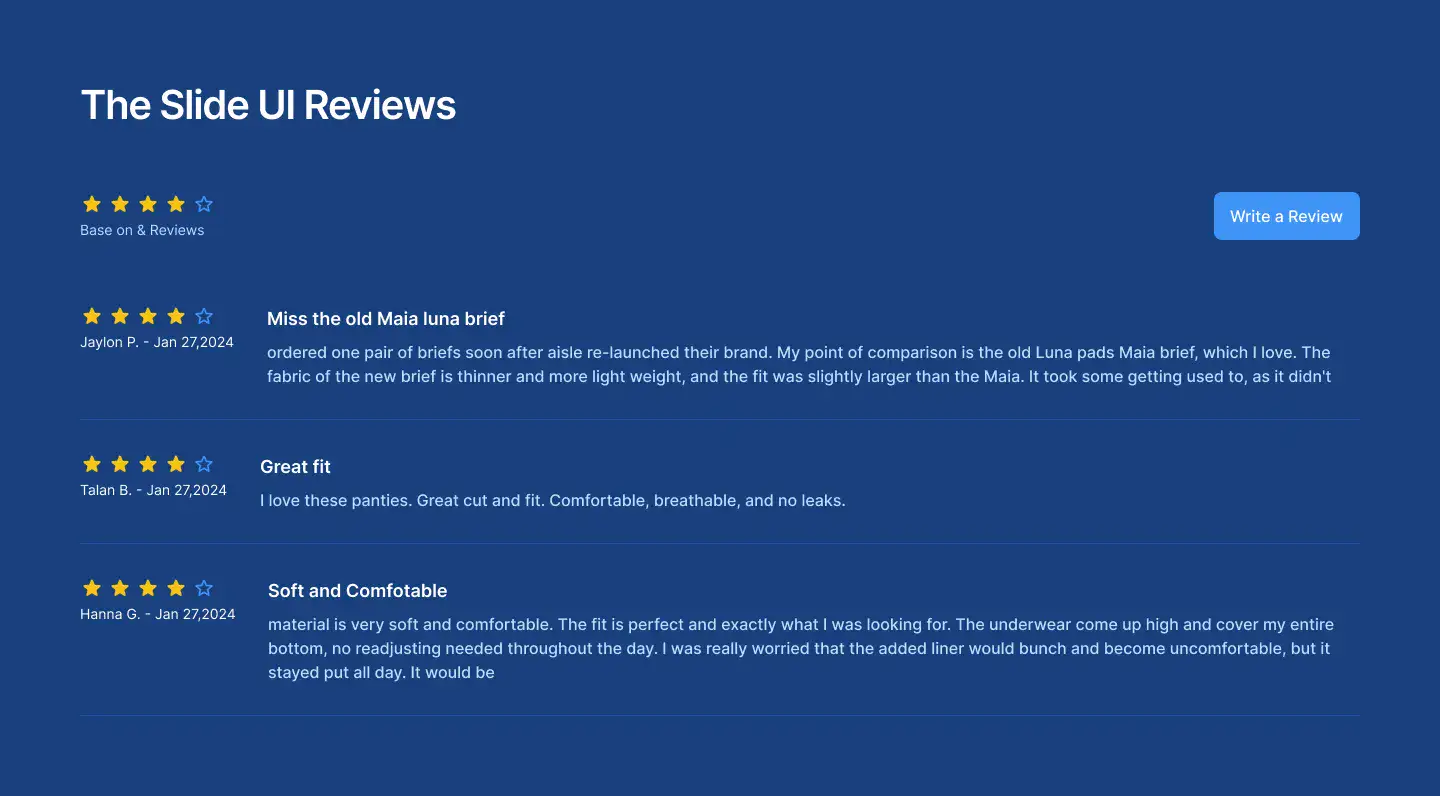 The Slide UI Reviews
Base on & Reviews
Write a Review
Jaylon P. - Jan 27,2024
Miss the old Maia luna brief
ordered one pair of briefs soon after aisle re-launched their brand. My point of comparison is the old Luna pads Maia brief, which I love. The
fabric of the new brief is thinner and more light weight, and the fit was slightly larger than the Maia. It took some getting used to, as it didn't
Talan B. - Jan 27,2024
Great fit
I love these panties. Great cut and fit. Comfortable, breathable, and no leaks.
Hanna G. - Jan 27,2024
Soft and Comfotable
material is very soft and comfortable. The fit is perfect and exactly what I was looking for. The underwear come up high and cover my entire
bottom, no readjusting needed throughout the day. I was really worried that the added liner would bunch and become uncomfortable, but it
stayed put all day. It would be